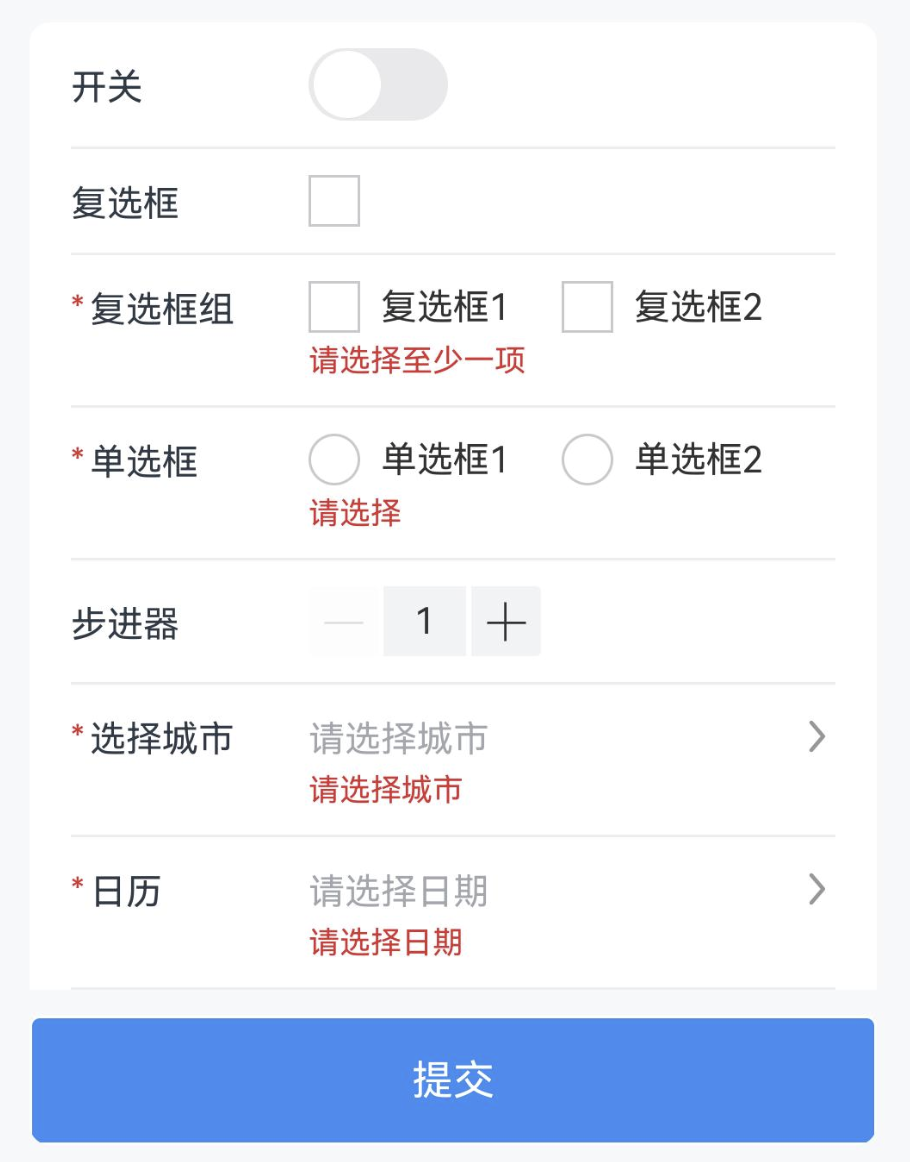 开关
复选框
*复选框组 复选框1 复选框2
请选择至少一项
*单选框 单选框1 单选框2
请选择
步进器 1
*选择城市 请选择城市
请选择城市
*日历 请选择日期
请选择日期
提交